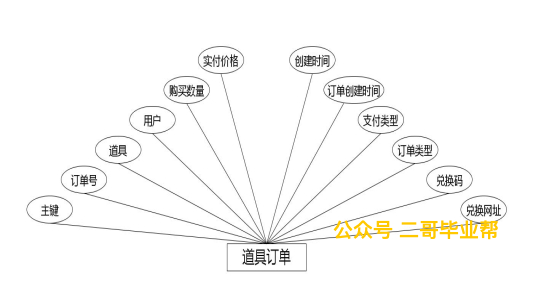 实付价格
创建时间
购买数量
订单创建时间
用户
支付类型
道具
订单类型
订单号
兑换码
主键
兑换网址
公众号 二哥毕业帮
道具订单